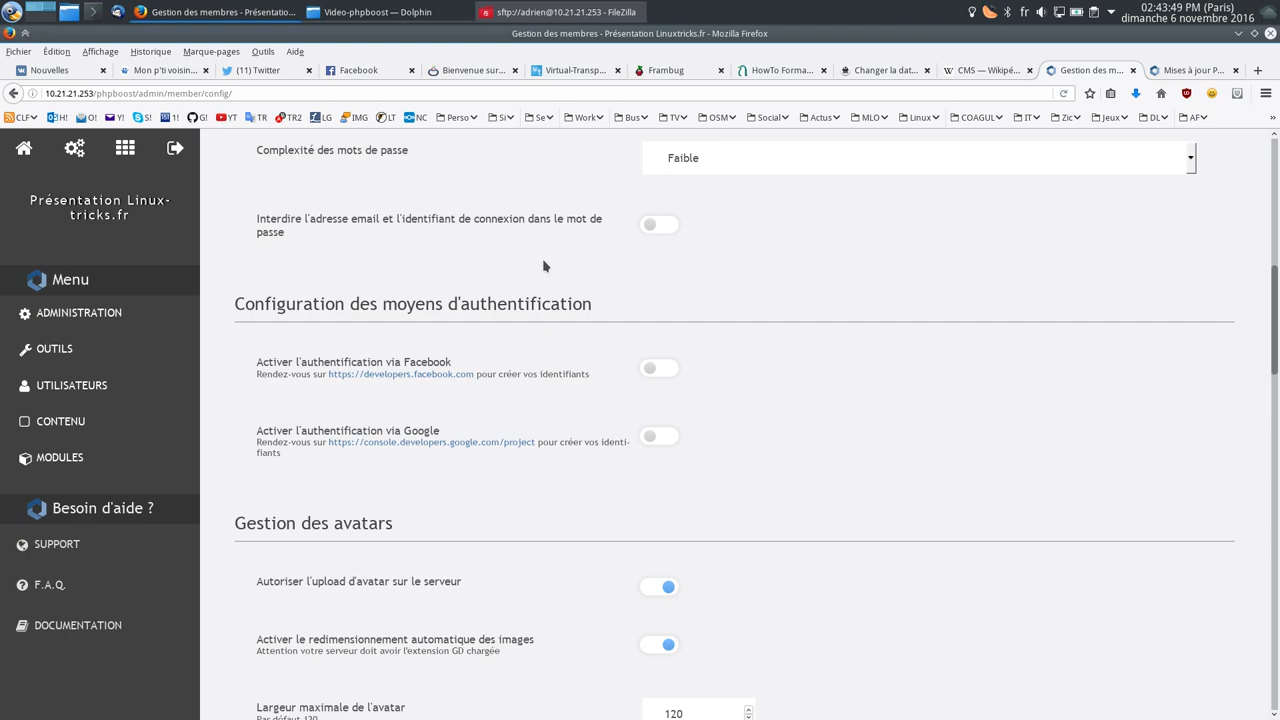 Gestion des membres - Présentatio...
Video-phpboost — Dolphin
sftp://adrien@10.21.21.253 - FileZilla
fr
02:43:49 PM (Paris)
dimanche 6 novembre 2016
Gestion des membres - Présentation Linuxtricks.fr - Mozilla Firefox
Fichier Édition Affichage Historique Marque-pages Outils Aide
Nouvelles
Mon p'ti voisin...
(11) Twitter
Facebook
Bienvenue sur...
Virtual-Transp...
Frambug
HowTo Forma...
Changer la dat...
CMS — Wikipé...
Gestion des m...
Mises à jour P...
10.21.21.253/phpboost/admin/member/config/
CLF H! O! Y! S! 1! G! YT TR TR2 LG IMG LT NC Perso Si Se Work Bus TV OSM Social Actus MLO Linux COAGUL IT Zic Jeux DL AF
Présentation Linux-
tricks.fr
Menu
ADMINISTRATION
OUTILS
UTILISATEURS
CONTENU
MODULES
Besoin d'aide ?
SUPPORT
F.A.Q.
DOCUMENTATION
Complexité des mots de passe
Faible
Interdire l'adresse email et l'identifiant de connexion dans le mot de
passe
Configuration des moyens d'authentification
Activer l'authentification via Facebook
Rendez-vous sur https://developers.facebook.com pour créer vos identifiants
Activer l'authentification via Google
Rendez-vous sur https://console.developers.google.com/project pour créer vos identi-
fiants
Gestion des avatars
Autoriser l'upload d'avatar sur le serveur
Activer le redimensionnement automatique des images
Attention votre serveur doit avoir l'extension GD chargée
Largeur maximale de l'avatar
Par défaut 120
120